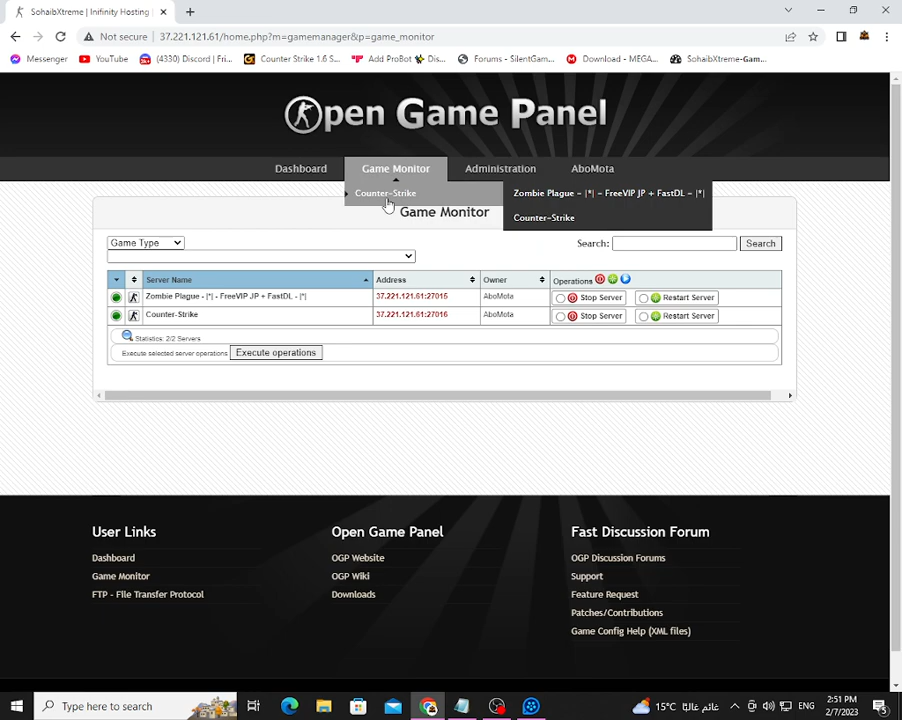 SohaibXtreme | Inifinity Hosting
Not secure | 37.221.121.61/home.php?m=gamemanager&p=game_monitor
Messenger
YouTube
(4330) Discord | Fri...
Counter Strike 1.6 S...
Add ProBot Dis...
Forums - SilentGam...
Download - MEGA...
SohaibXtreme-Gam...
Open Game Panel
Dashboard
Game Monitor
Administration
AboMota
Counter-Strike
Zombie Plague - |*| - FreeVIP JP + FastDL - |*|
Counter-Strike
Game Monitor
Game Type
Search:
Search
Server Name
Address
Owner
Operations
Zombie Plague - |*| - FreeVIP JP + FastDL - |*|
37.221.121.61:27015
AboMota
Stop Server
Restart Server
Counter-Strike
37.221.121.61:27016
AboMota
Stop Server
Restart Server
Statistics: 2/2 Servers
Execute selected server operations
Execute operations
User Links
Dashboard
Game Monitor
FTP - File Transfer Protocol
Open Game Panel
OGP Website
OGP Wiki
Downloads
Fast Discussion Forum
OGP Discussion Forums
Support
Feature Request
Patches/Contributions
Game Config Help (XML files)
Type here to search
15°C غائم غالبًا
ENG
2:51 PM
2/7/2023
5